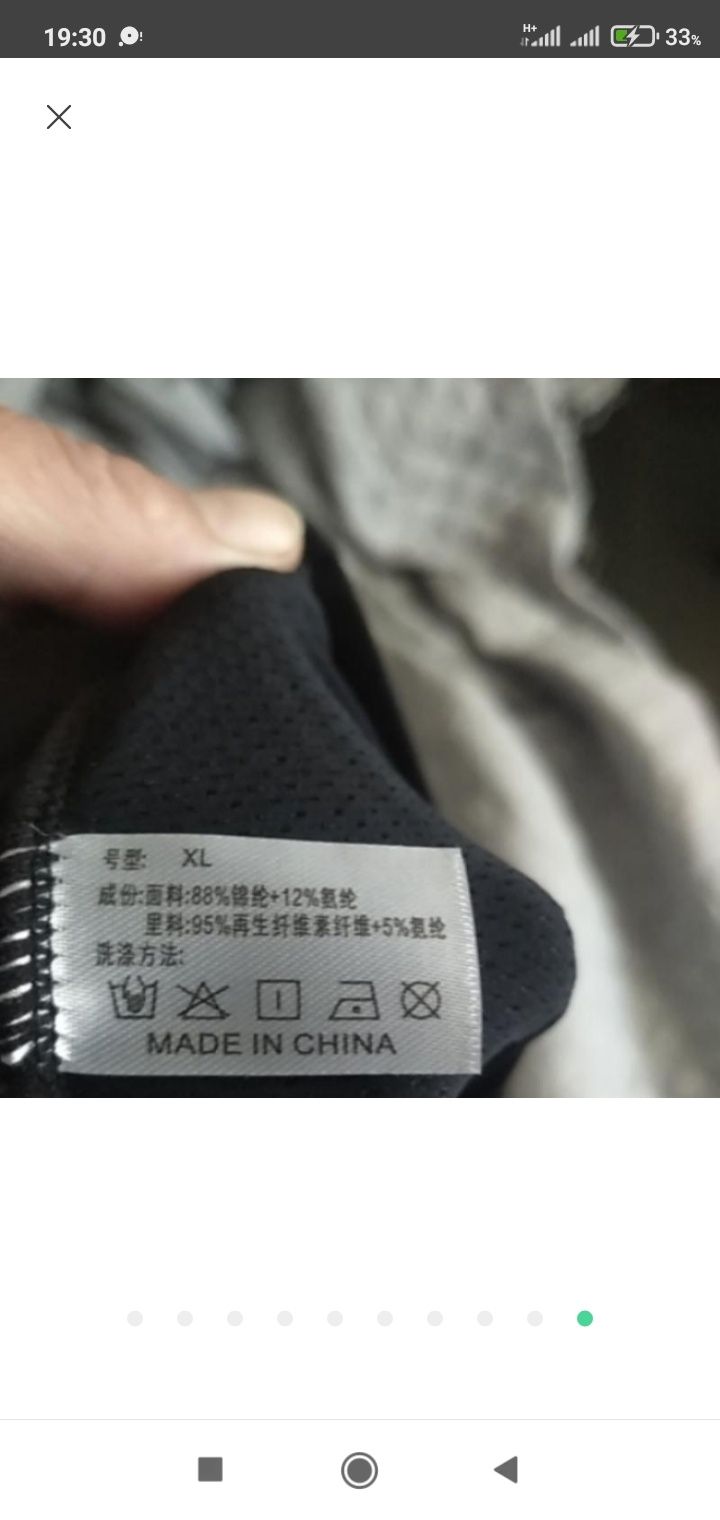 19:30
H+
33%
号型: XL
成份:面料:88%锦纶+12%氨纶
里料:95%再生纤维素纤维+5%氨纶
洗涤方法:
MADE IN CHINA